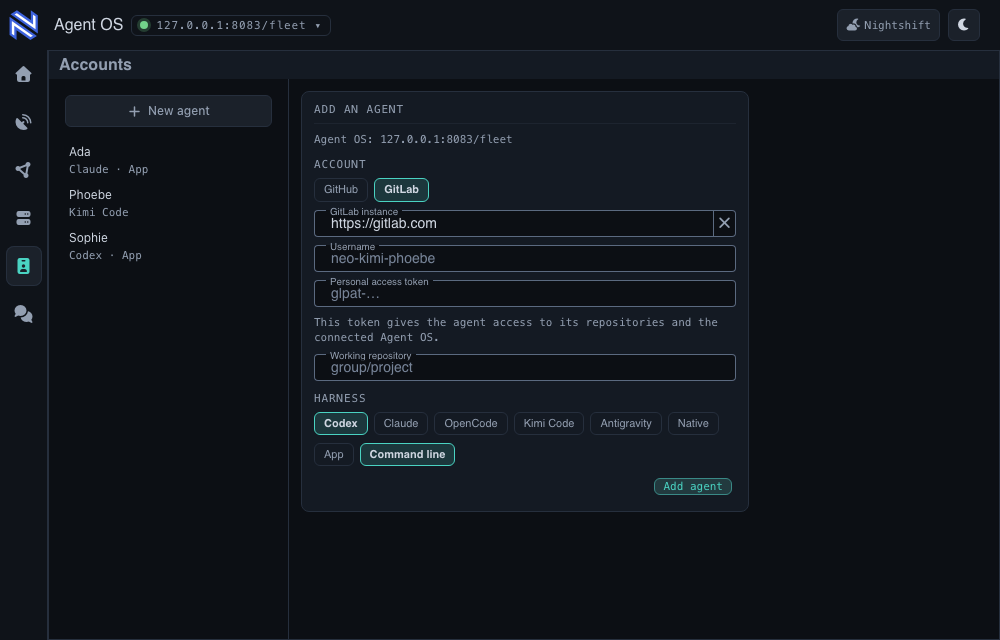 Agent OS
127.0.0.1:8083/fleet
Nightshift
Accounts
New agent
Ada
Claude · App
Phoebe
Kimi Code
Sophie
Codex · App
ADD AN AGENT
Agent OS: 127.0.0.1:8083/fleet
ACCOUNT
GitHub
GitLab
GitLab instance
https://gitlab.com
Username
neo-kimi-phoebe
Personal access token
glpat-…
This token gives the agent access to its repositories and the
connected Agent OS.
Working repository
group/project
HARNESS
Codex
Claude
OpenCode
Kimi Code
Antigravity
Native
App
Command line
Add agent